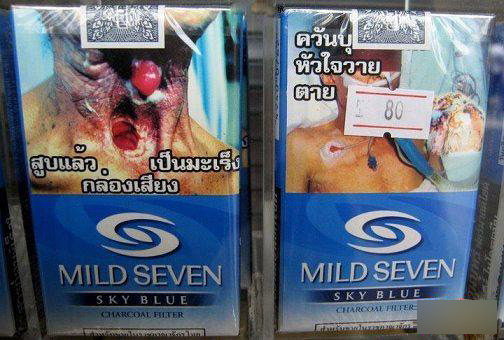 สูบแล้ว เป็นมะเร็ง
กล่องเสียง
MILD SEVEN
SKY BLUE
CHARCOAL FILTER
ควันบุ
หัวใจวาย
ตาย
80
MILD SEVEN
SKY BLUE
CHARCOAL FILTER